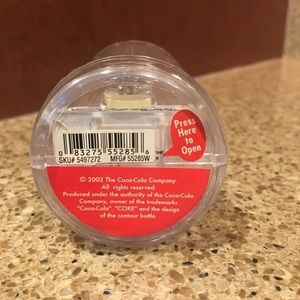 Press
Here
to
Open
0 83275 55285 6
SKU# 5497272 MFG# 55285W
© 2002 The Coca-Cola Company.
All rights reserved.
Produced under the authority of the Coca-Cola
Company, owner of the trademarks
"Coca-Cola", "COKE" and the design
of the contour bottle.